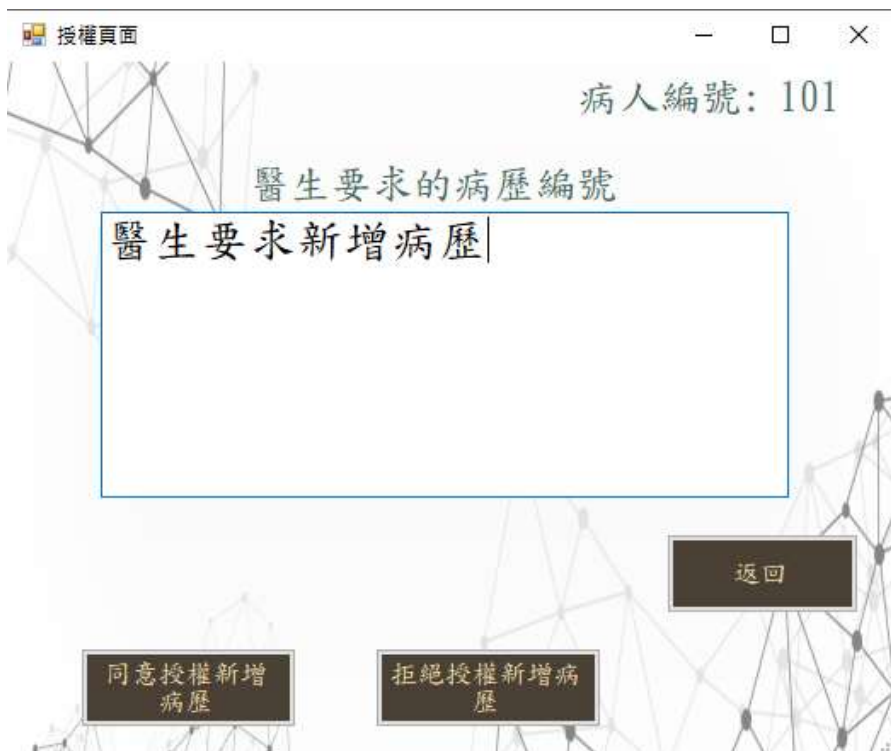 授權頁面
病人編號: 101
醫生要求的病歷編號
醫生要求新增病歷
返回
同意授權新增
病歷
拒絕授權新增病
歷